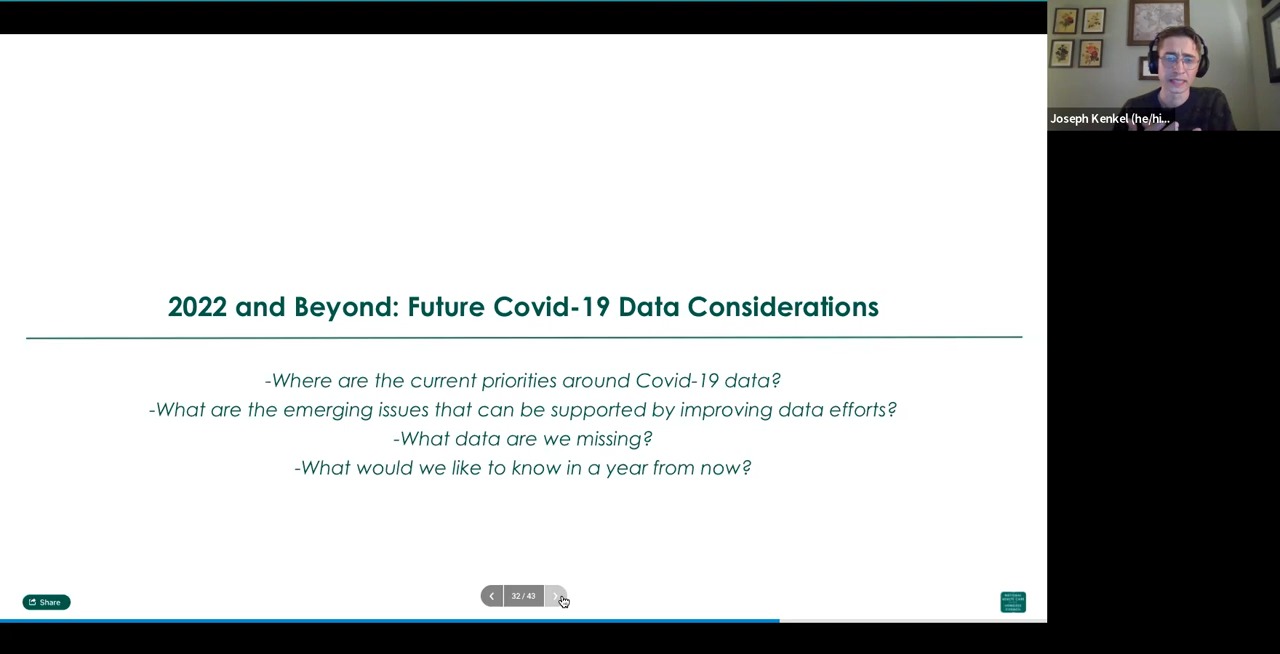 Joseph Kenkel (he/hi...
2022 and Beyond: Future Covid-19 Data Considerations
-Where are the current priorities around Covid-19 data?
-What are the emerging issues that can be supported by improving data efforts?
-What data are we missing?
-What would we like to know in a year from now?
Share
32 / 43